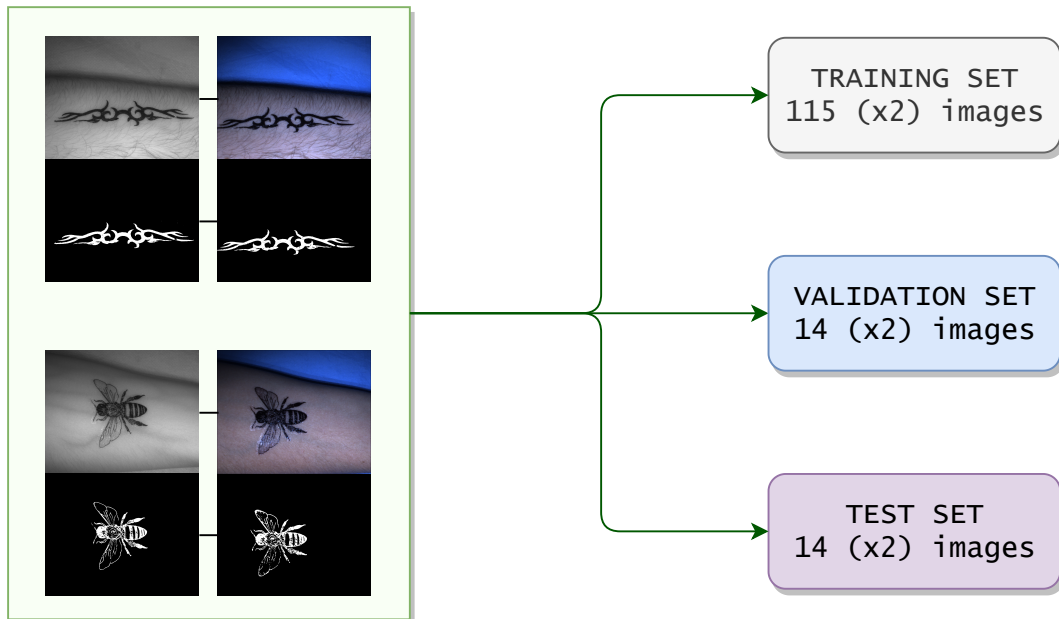 TRAINING SET
115 (x2) images
VALIDATION SET
14 (x2) images
TEST SET
14 (x2) images